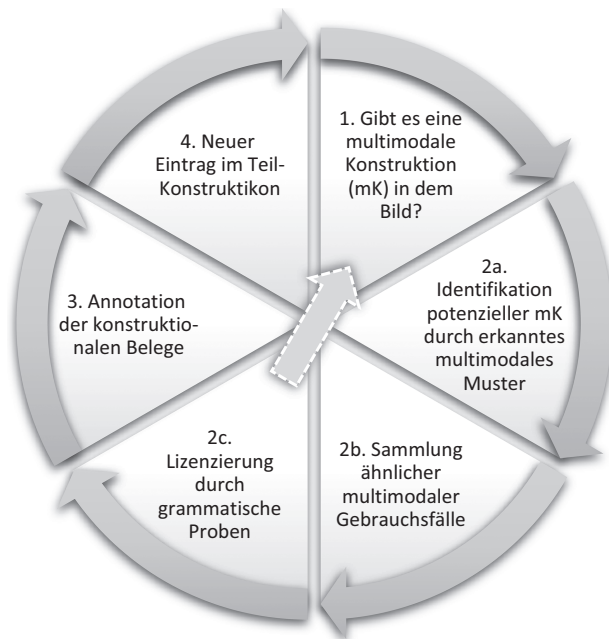 1. Gibt es eine
multimodale
Konstruktion
(mK) in dem
Bild?
2a.
Identifikation
potenzieller mK
durch erkanntes
multimodales
Muster
2b. Sammlung
ähnlicher
multimodaler
Gebrauchsfälle
2c.
Lizenzierung
durch
grammatische
Proben
3. Annotation
der konstruktio-
nalen Belege
4. Neuer
Eintrag im Teil-
Konstruktikon